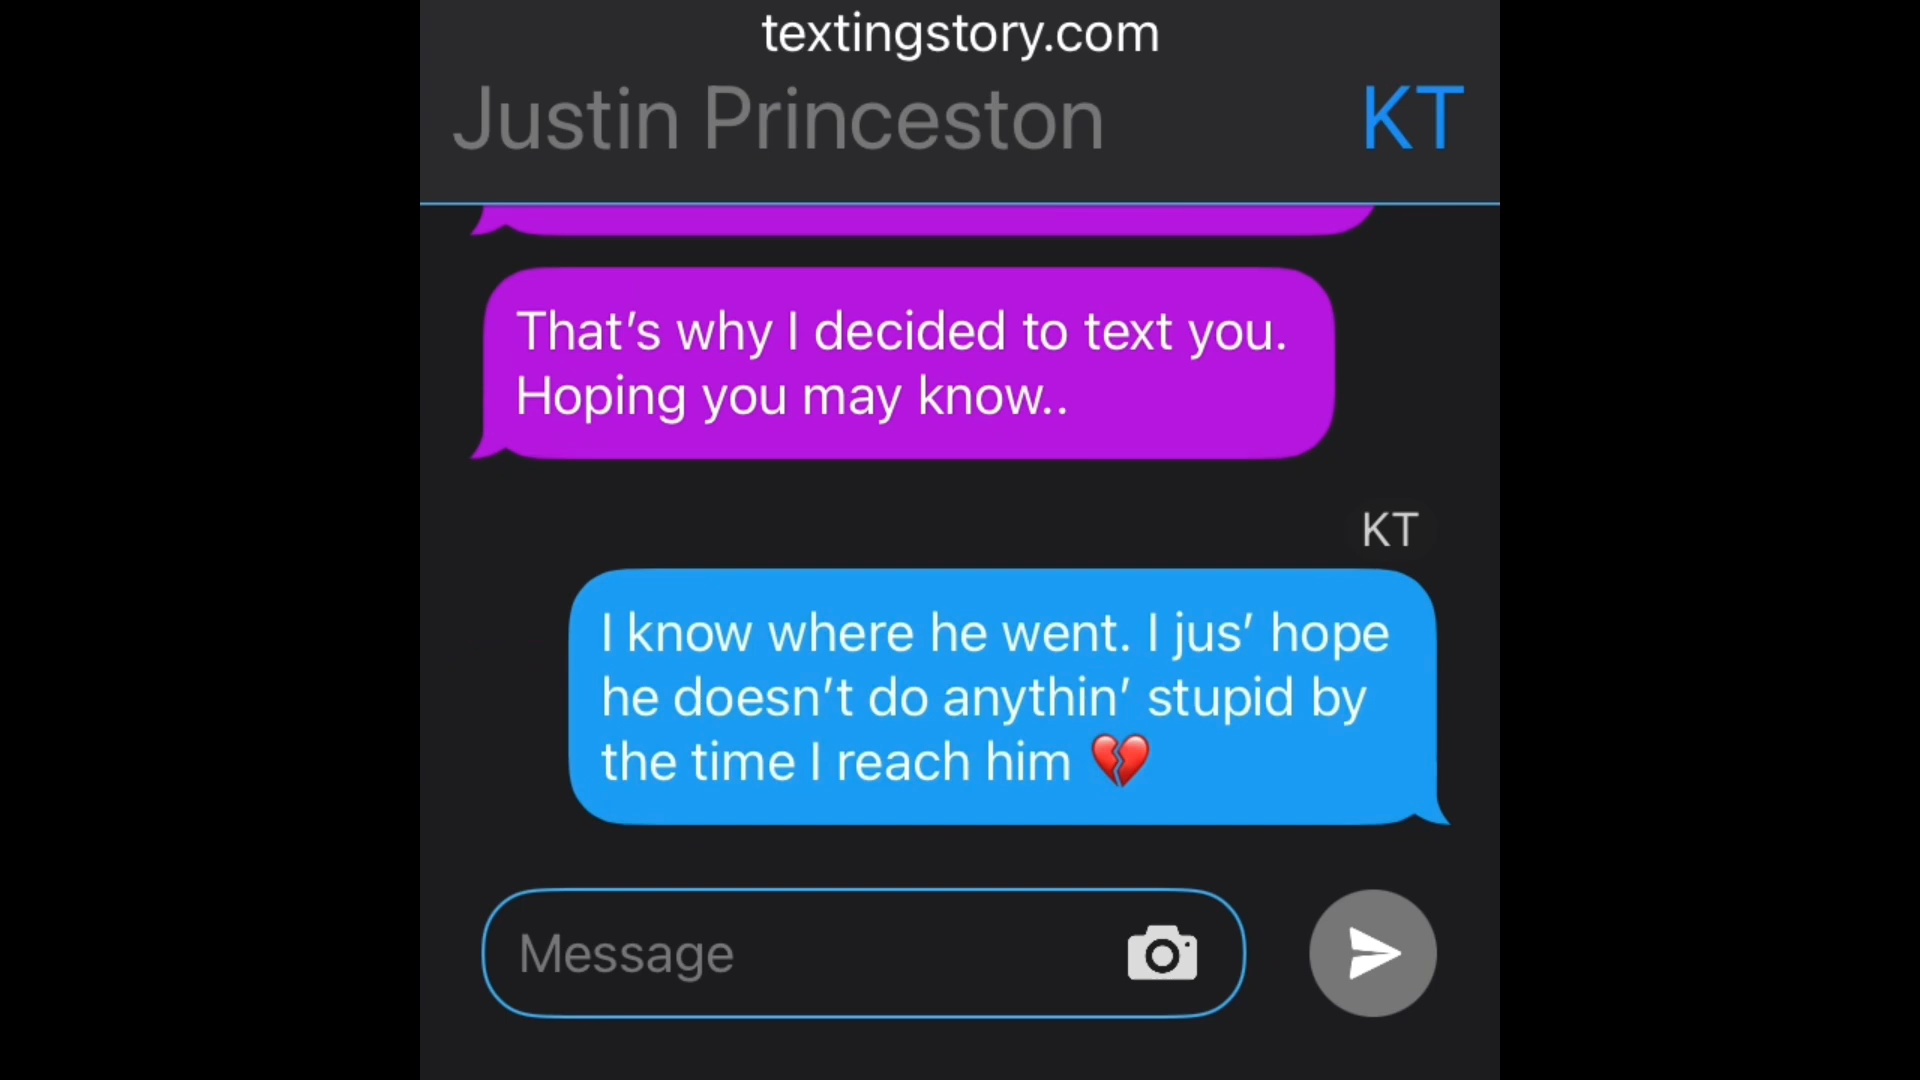 textingstory.com
Justin Princeston KT
That’s why I decided to text you.
Hoping you may know..
KT
I know where he went. I jus’ hope
he doesn’t do anythin’ stupid by
the time I reach him 💔
Message